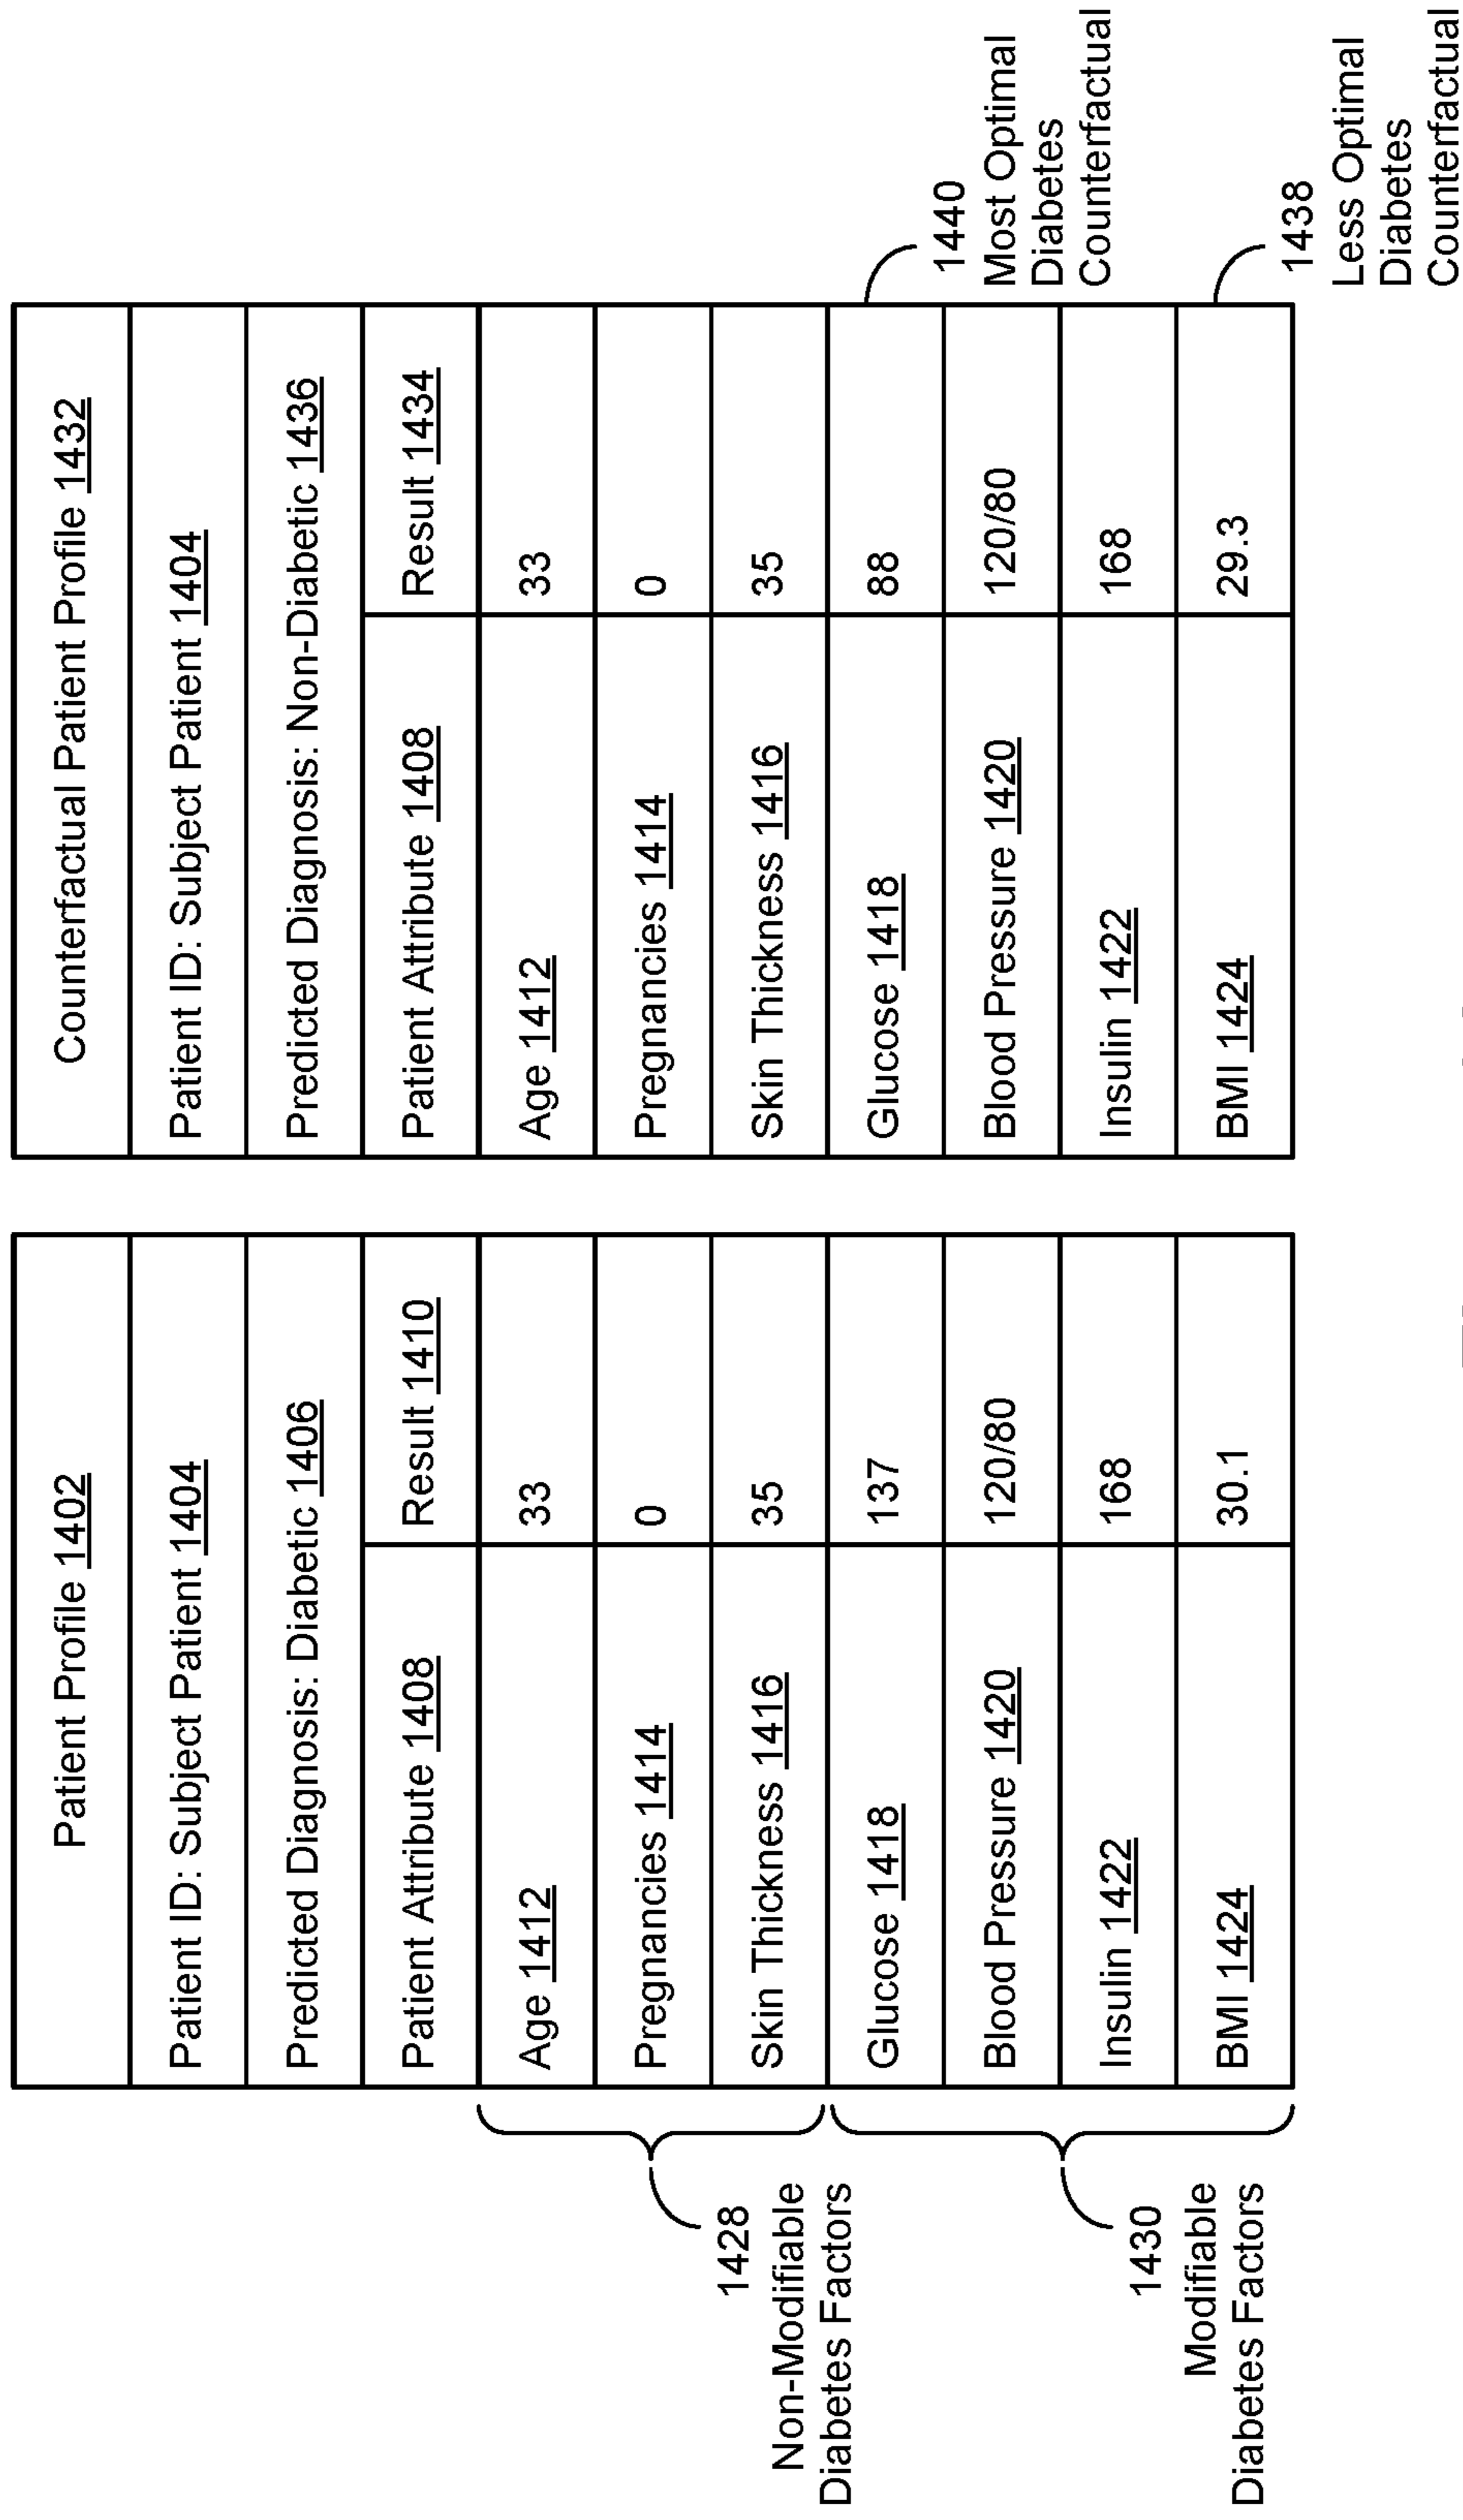 Patient Profile 1402
Patient ID: Subject Patient 1404
Predicted Diagnosis: Diabetic 1406
Patient Attribute 1408
Result 1410
Age 1412
33
Pregnancies 1414
0
Skin Thickness 1416
35
Glucose 1418
137
Blood Pressure 1420
120/80
Insulin 1422
168
BMI 1424
30.1
1428
Non-Modifiable
Diabetes Factors
1430
Modifiable
Diabetes Factors
Counterfactual Patient Profile 1432
Patient ID: Subject Patient 1404
Predicted Diagnosis: Non-Diabetic 1436
Patient Attribute 1408
Result 1434
Age 1412
33
Pregnancies 1414
0
Skin Thickness 1416
35
Glucose 1418
88
Blood Pressure 1420
120/80
Insulin 1422
168
BMI 1424
29.3
1440
Most Optimal
Diabetes
Counterfactual
1438
Less Optimal
Diabetes
Counterfactual